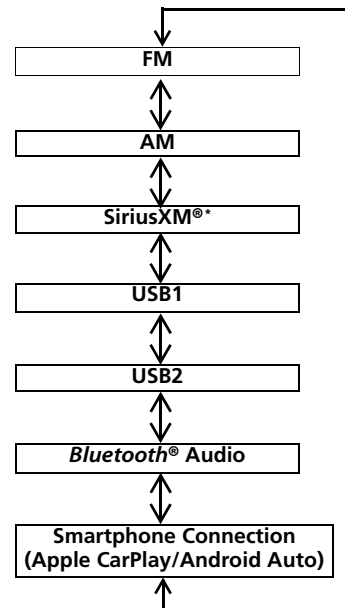 FM
AM
SiriusXM®*
USB1
USB2
Bluetooth® Audio
Smartphone Connection
(Apple CarPlay/Android Auto)